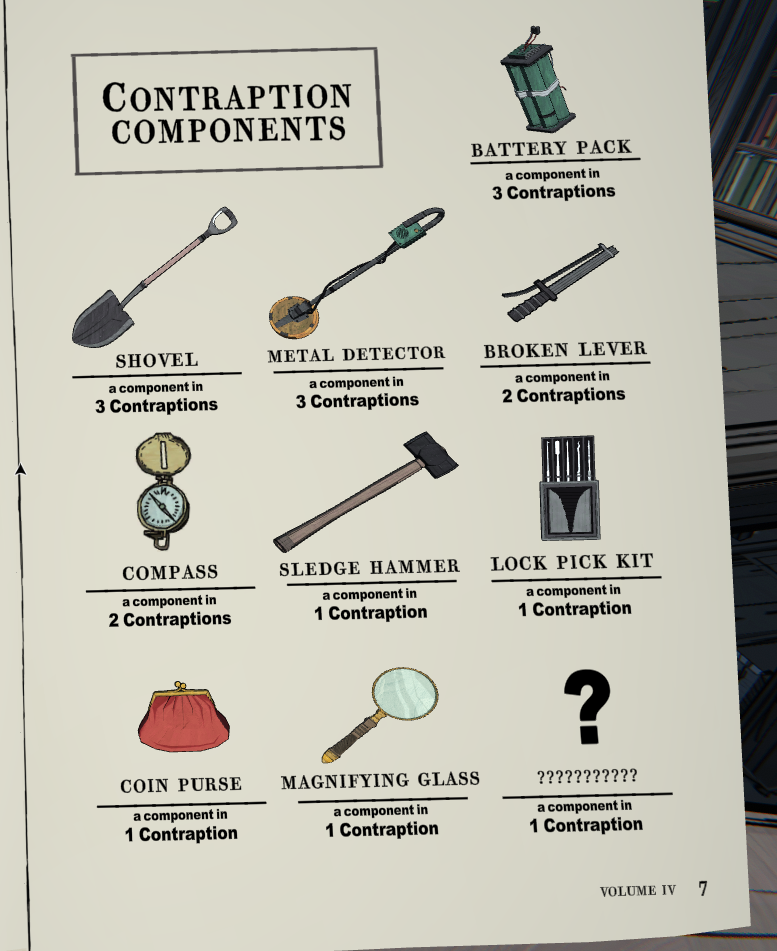 CONTRAPTION
COMPONENTS
BATTERY PACK
a component in
3 Contraptions
SHOVEL
a component in
3 Contraptions
METAL DETECTOR
a component in
3 Contraptions
BROKEN LEVER
a component in
2 Contraptions
COMPASS
a component in
2 Contraptions
SLEDGE HAMMER
a component in
1 Contraption
LOCK PICK KIT
a component in
1 Contraption
COIN PURSE
a component in
1 Contraption
MAGNIFYING GLASS
a component in
1 Contraption
?
???????????
a component in
1 Contraption
VOLUME IV 7